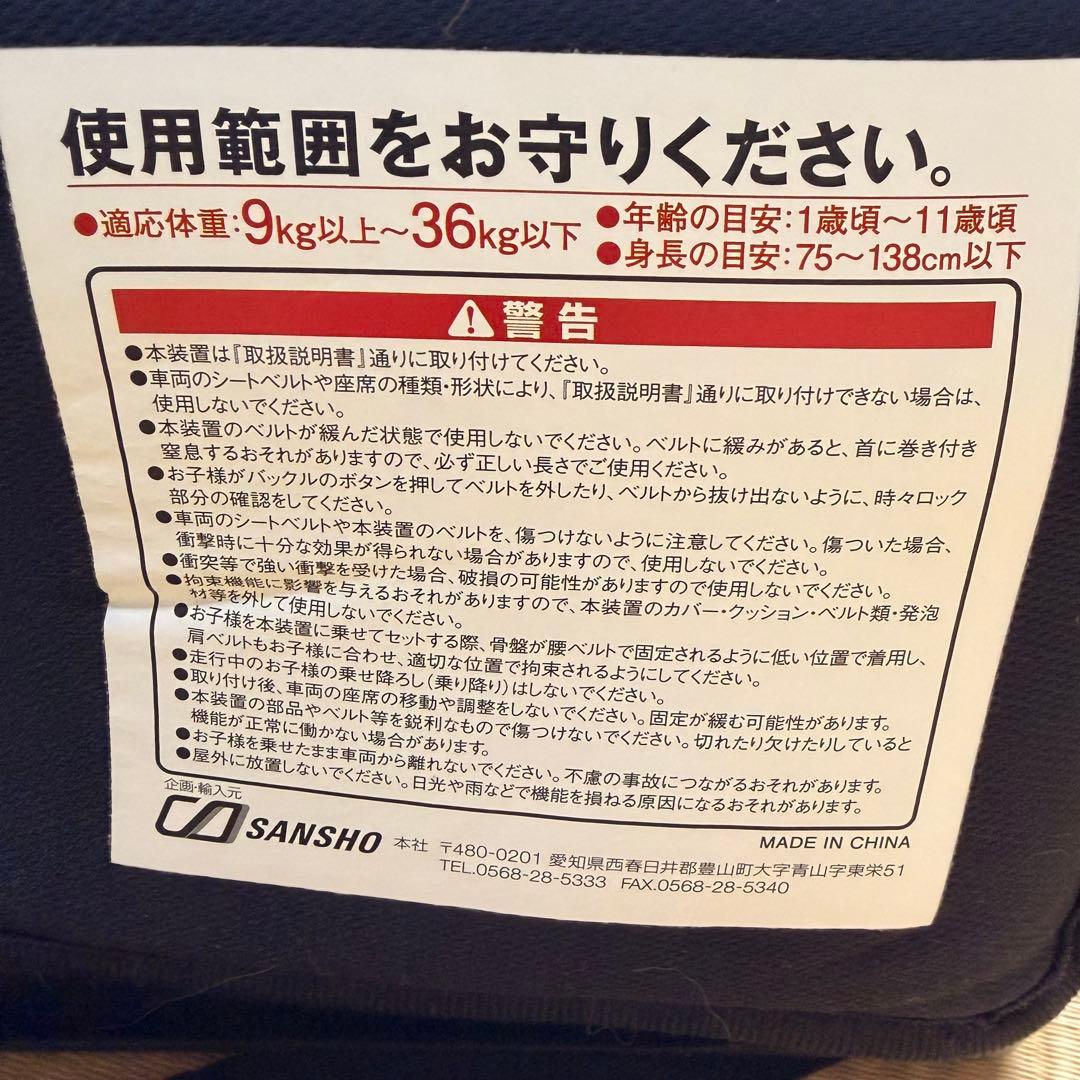 使用範囲をお守りください。
●適応体重:9kg以上～36kg以下
●年齢の目安:1歳頃～11歳頃
●身長の目安:75～138cm以下
警告
●本装置は『取扱説明書』通りに取り付けてください。
●車両のシートベルトや座席の種類・形状により、『取扱説明書』通りに取り付けできない場合は、
使用しないでください。
●本装置のベルトが緩んだ状態で使用しないでください。ベルトに緩みがあると、首に巻き付き
窒息するおそれがありますので、必ず正しい長さでご使用ください。
●お子様がバックルのボタンを押してベルトを外したり、ベルトから抜け出ないように、時々ロック
部分の確認をしてください。
●車両のシートベルトや本装置のベルトを、傷つけないように注意してください。傷ついた場合、
衝撃時に十分な効果が得られない場合がありますので、使用しないでください。
●衝突等で強い衝撃を受けた場合、破損の可能性がありますので使用しないでください。
●拘束機能に影響を与えるおそれがありますので、本装置のカバー・クッション・ベルト類・発泡
材等を外して使用しないでください。
●お子様を本装置に乗せてセットする際、骨盤が腰ベルトで固定されるように低い位置で着用し、
肩ベルトもお子様に合わせ、適切な位置で拘束されるようにしてください。
●走行中のお子様の乗せ降ろし(乗り降り)はしないでください。
●取り付け後、車両の座席の移動や調整をしないでください。固定が緩む可能性があります。
●本装置の部品やベルト等を鋭利なもので傷つけないでください。切れたり欠けたりしていると
機能が正常に働かない場合があります。
●お子様を乗せたまま車両から離れないでください。不慮の事故につながるおそれがあります。
●屋外に放置しないでください。日光や雨などで機能を損ねる原因になるおそれがあります。
企画・輸入元
SANSHO 本社 〒480-0201 愛知県西春日井郡豊山町大字青山字東栄51
MADE IN CHINA
TEL.0568-28-5333 FAX.0568-28-5340